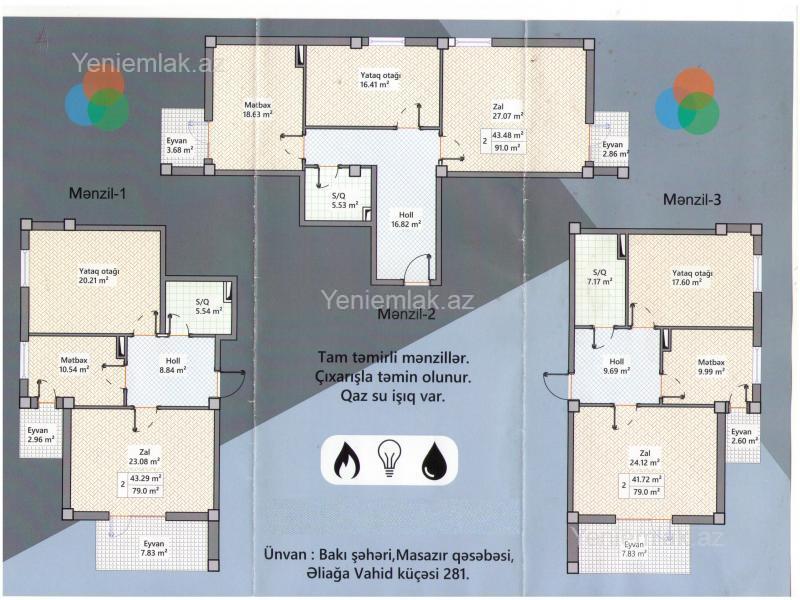 Yeniemlak.az
Mətbəx
18.63 m²
Yataq otağı
16.41 m²
Zal
27.07 m²
2
43.48 m²
91.0 m²
Eyvan
3.68 m²
Eyvan
2.86 m²
S/Q
5.53 m²
Holl
16.82 m²
Mənzil-1
Mənzil-3
Yataq otağı
20.21 m²
S/Q
5.54 m²
Mətbəx
10.54 m²
Holl
8.84 m²
Eyvan
2.96 m²
Zal
23.08 m²
2
43.29 m²
79.0 m²
Eyvan
7.83 m²
Yeniemlak.az
Mənzil-2
Tam təmirli mənzillər.
Çıxarışla təmin olunur.
Qaz su işıq var.
Ünvan : Bakı şəhəri,Masazır qəsəbəsi,
Əliağa Vahid küçəsi 281.
S/Q
7.17 m²
Yataq otağı
17.60 m²
Holl
9.69 m²
Mətbəx
9.99 m²
Eyvan
2.60 m²
Zal
24.12 m²
2
41.72 m²
79.0 m²
Yeniemlak.az
Eyvan
7.83 m²